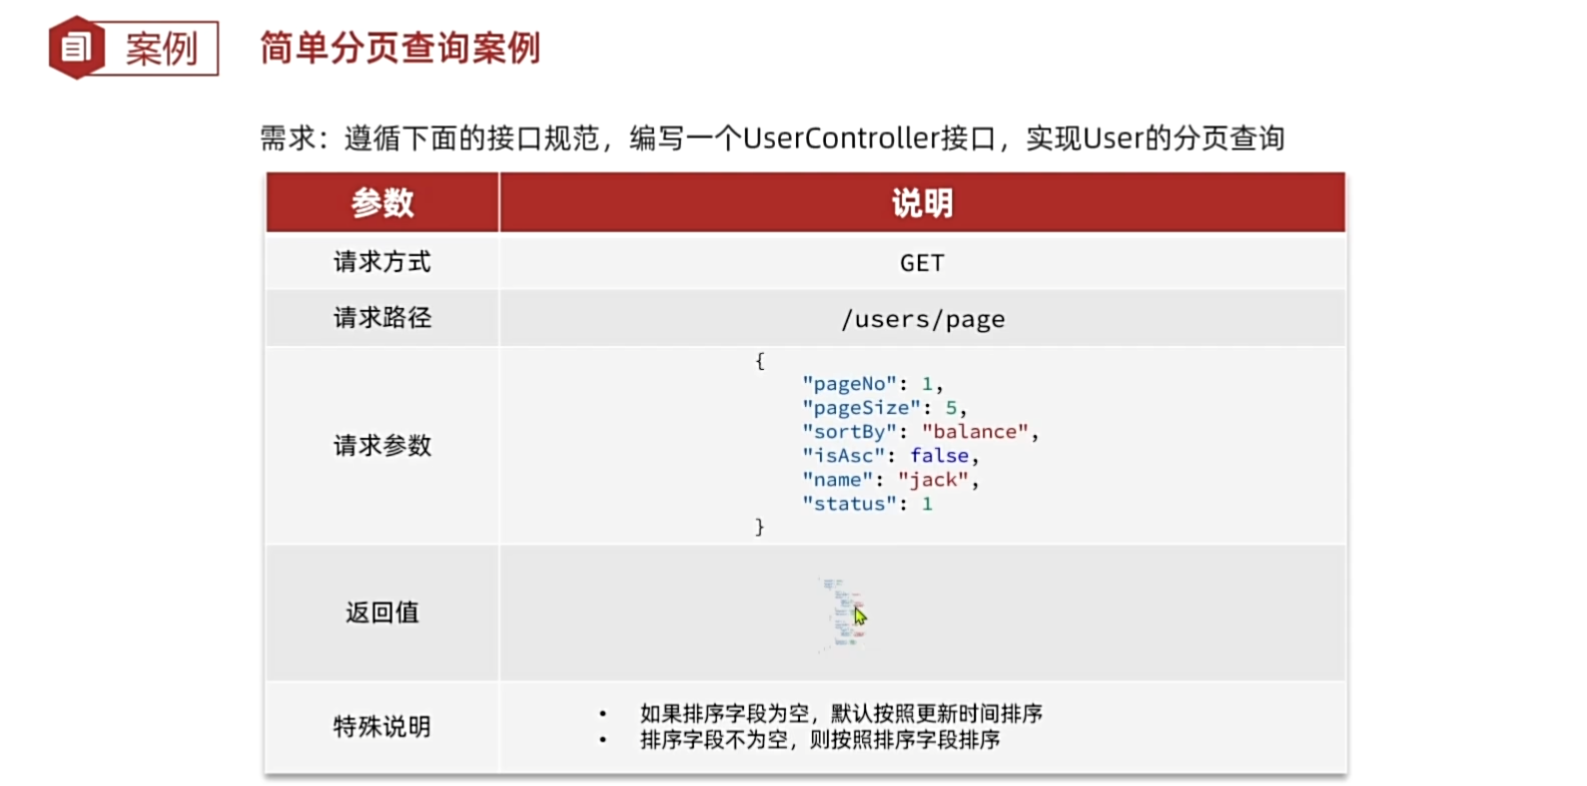 案例
简单分页查询案例
需求：遵循下面的接口规范，编写一个UserController接口，实现User的分页查询
参数 说明
请求方式 GET
请求路径 /users/page
请求参数
{
"pageNo": 1,
"pageSize": 5,
"sortBy": "balance",
"isAsc": false,
"name": "jack",
"status": 1
}
返回值
特殊说明
• 如果排序字段为空，默认按照更新时间排序
• 排序字段不为空，则按照排序字段排序